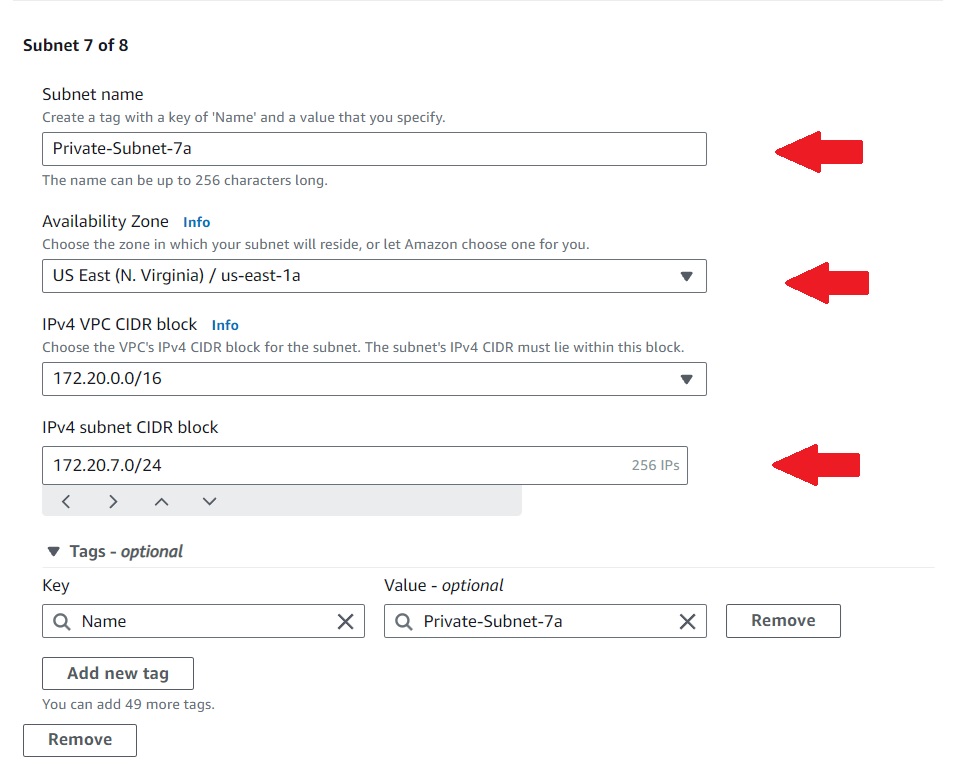 Subnet 7 of 8
Subnet name
Create a tag with a key of 'Name' and a value that you specify.
Private-Subnet-7a
The name can be up to 256 characters long.
Availability Zone Info
Choose the zone in which your subnet will reside, or let Amazon choose one for you.
US East (N. Virginia) / us-east-1a
IPv4 VPC CIDR block Info
Choose the VPC's IPv4 CIDR block for the subnet. The subnet's IPv4 CIDR must lie within this block.
172.20.0.0/16
IPv4 subnet CIDR block
172.20.7.0/24 256 IPs
Tags - optional
Key Value - optional
Name Private-Subnet-7a Remove
Add new tag
You can add 49 more tags.
Remove